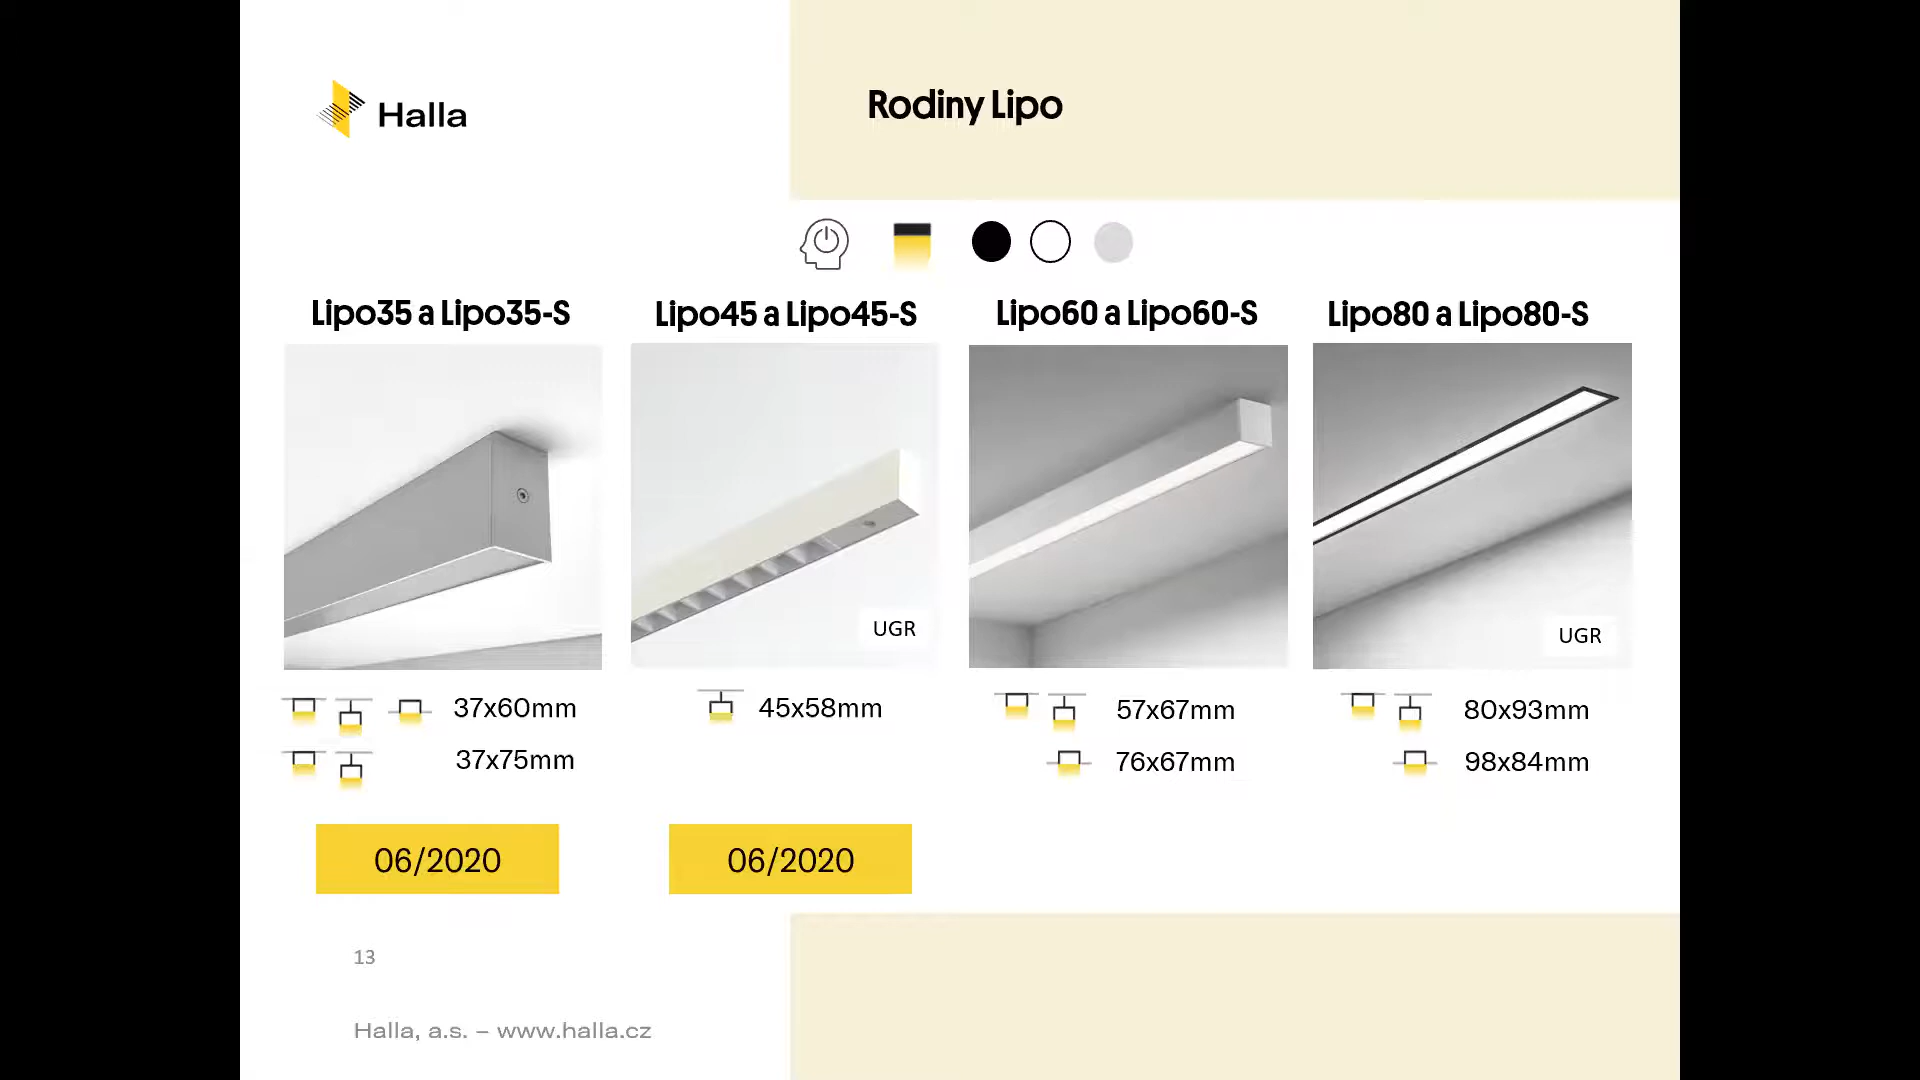 Halla
Rodiny Lipo
Lipo35 a Lipo35-S
Lipo45 a Lipo45-S
Lipo60 a Lipo60-S
Lipo80 a Lipo80-S
UGR
UGR
37x60mm
45x58mm
57x67mm
80x93mm
37x75mm
76x67mm
98x84mm
06/2020
06/2020
13
Halla, a.s. – www.halla.cz